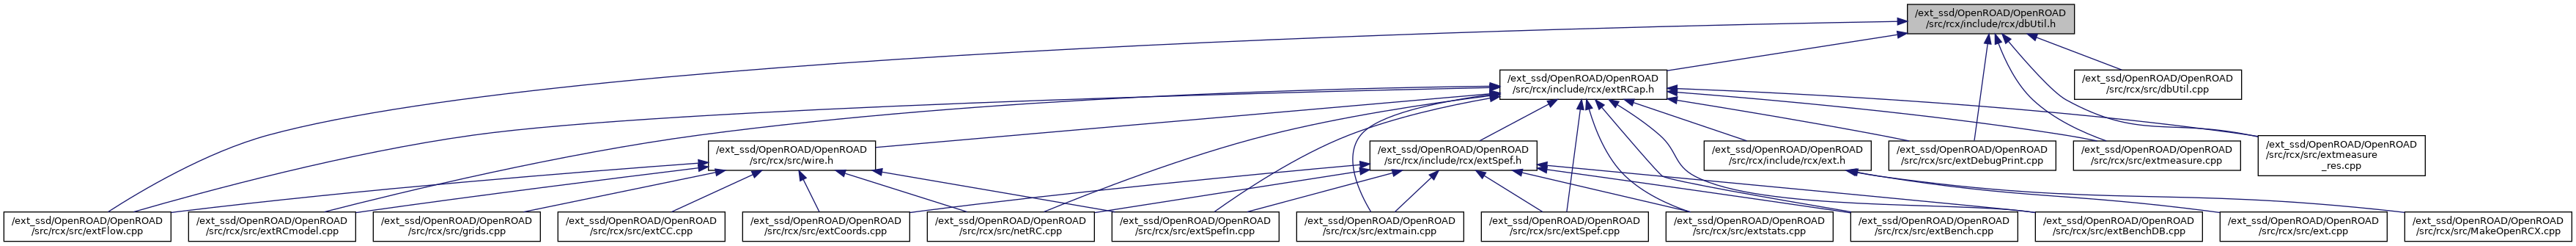 /ext_ssd/OpenROAD/OpenROAD
/src/rcx/include/rcx/dbUtil.h
/ext_ssd/OpenROAD/OpenROAD
/src/rcx/include/rcx/extRCap.h
/ext_ssd/OpenROAD/OpenROAD
/src/rcx/src/dbUtil.cpp
/ext_ssd/OpenROAD/OpenROAD
/src/rcx/src/wire.h
/ext_ssd/OpenROAD/OpenROAD
/src/rcx/include/rcx/extSpef.h
/ext_ssd/OpenROAD/OpenROAD
/src/rcx/include/rcx/ext.h
/ext_ssd/OpenROAD/OpenROAD
/src/rcx/src/extDebugPrint.cpp
/ext_ssd/OpenROAD/OpenROAD
/src/rcx/src/extmeasure.cpp
/ext_ssd/OpenROAD/OpenROAD
/src/rcx/src/extmeasure
_res.cpp
/ext_ssd/OpenROAD/OpenROAD
/src/rcx/src/extFlow.cpp
/ext_ssd/OpenROAD/OpenROAD
/src/rcx/src/extRCmodel.cpp
/ext_ssd/OpenROAD/OpenROAD
/src/rcx/src/grids.cpp
/ext_ssd/OpenROAD/OpenROAD
/src/rcx/src/extCC.cpp
/ext_ssd/OpenROAD/OpenROAD
/src/rcx/src/extCoords.cpp
/ext_ssd/OpenROAD/OpenROAD
/src/rcx/src/netRC.cpp
/ext_ssd/OpenROAD/OpenROAD
/src/rcx/src/extSpefIn.cpp
/ext_ssd/OpenROAD/OpenROAD
/src/rcx/src/extmain.cpp
/ext_ssd/OpenROAD/OpenROAD
/src/rcx/src/extSpef.cpp
/ext_ssd/OpenROAD/OpenROAD
/src/rcx/src/extstats.cpp
/ext_ssd/OpenROAD/OpenROAD
/src/rcx/src/extBench.cpp
/ext_ssd/OpenROAD/OpenROAD
/src/rcx/src/extBenchDB.cpp
/ext_ssd/OpenROAD/OpenROAD
/src/rcx/src/ext.cpp
/ext_ssd/OpenROAD/OpenROAD
/src/rcx/src/MakeOpenRCX.cpp